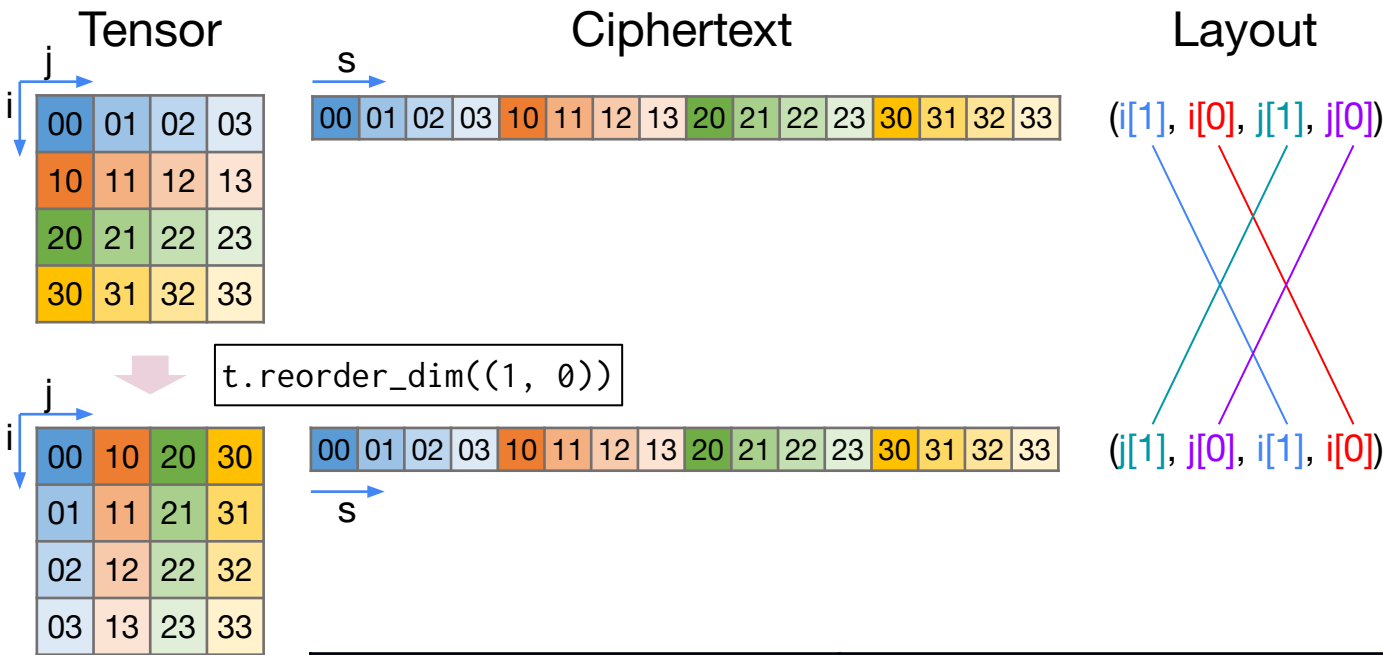 Tensor
Ciphertext
Layout
j
s
i
00 01 02 03
10 11 12 13
20 21 22 23
30 31 32 33
00 01 02 03 10 11 12 13 20 21 22 23 30 31 32 33
(i[1], i[0], j[1], j[0])
t.reorder_dim((1, 0))
j
i
00 10 20 30
01 11 21 31
02 12 22 32
03 13 23 33
00 01 02 03 10 11 12 13 20 21 22 23 30 31 32 33
s
(j[1], j[0], i[1], i[0])